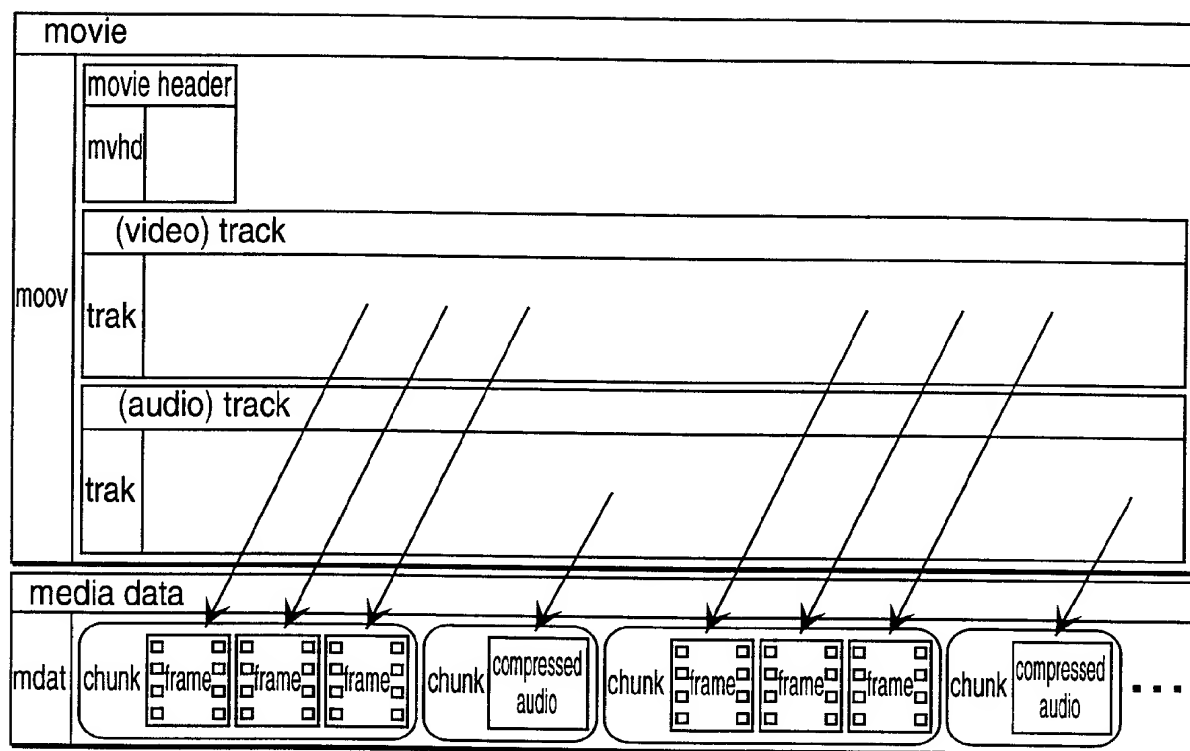 movie
movie header
mvhd
(video) track
moov
trak
(audio) track
trak
media data
mdat
chunk frame frame frame
chunk compressed audio
chunk frame frame frame
chunk compressed audio
...